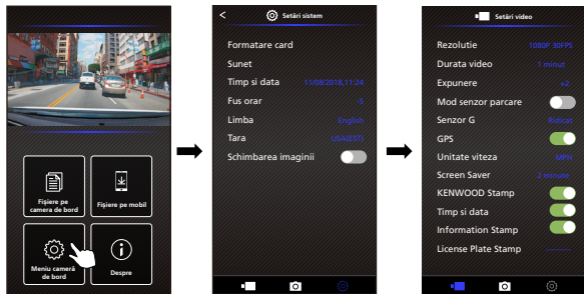 Fișiere pe
camera de bord
Fișiere pe mobil
Meniu cameră
de bord
Despre
< Setări sistem
Formatare card
Sunet
Timp si data 11/08/2018,11:24
Fus orar -5
Limba English
Tara USA(EST)
Schimbarea imaginii
Setări video
Rezolutie 1080P 30FPS
Durata video 1 minut
Expunere +2
Mod senzor parcare
Senzor G Ridicat
GPS
Unitate viteza MPH
Screen Saver 2 minute
KENWOOD Stamp
Timp si data
Information Stamp
License Plate Stamp